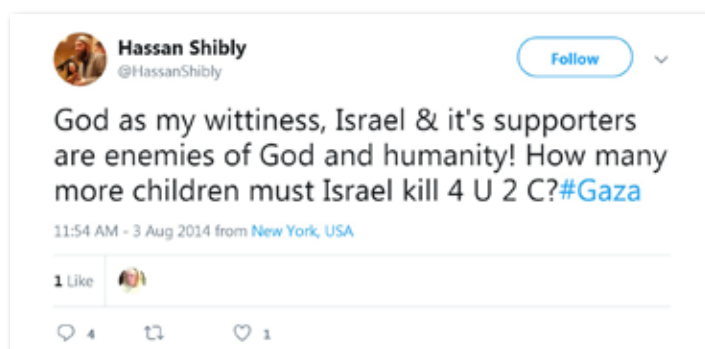 Hassan Shibly
Follow
@HassanShibly
God as my wittiness, Israel & it's supporters
are enemies of God and humanity! How many
more children must Israel kill 4 U 2 C?#Gaza
11:54 AM - 3 Aug 2014 from New York, USA
1 Like
4
1